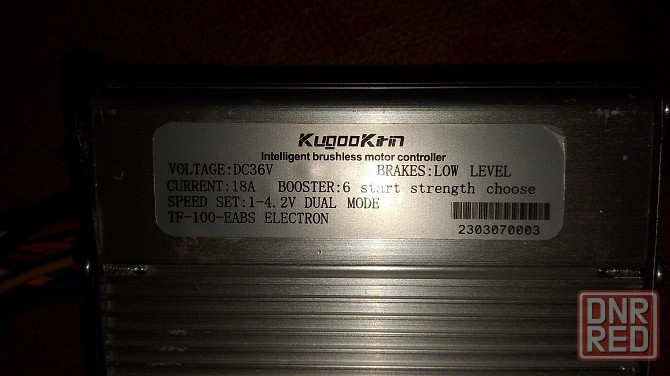 KugooKirin
Intelligent brushless motor controller
VOLTAGE:DC36V BRAKES:LOW LEVEL
CURRENT:18A BOOSTER:6 start strength choose
SPEED SET:1-4.2V DUAL MODE
TF-100-EABS ELECTRON
2303070003
DNR
RED